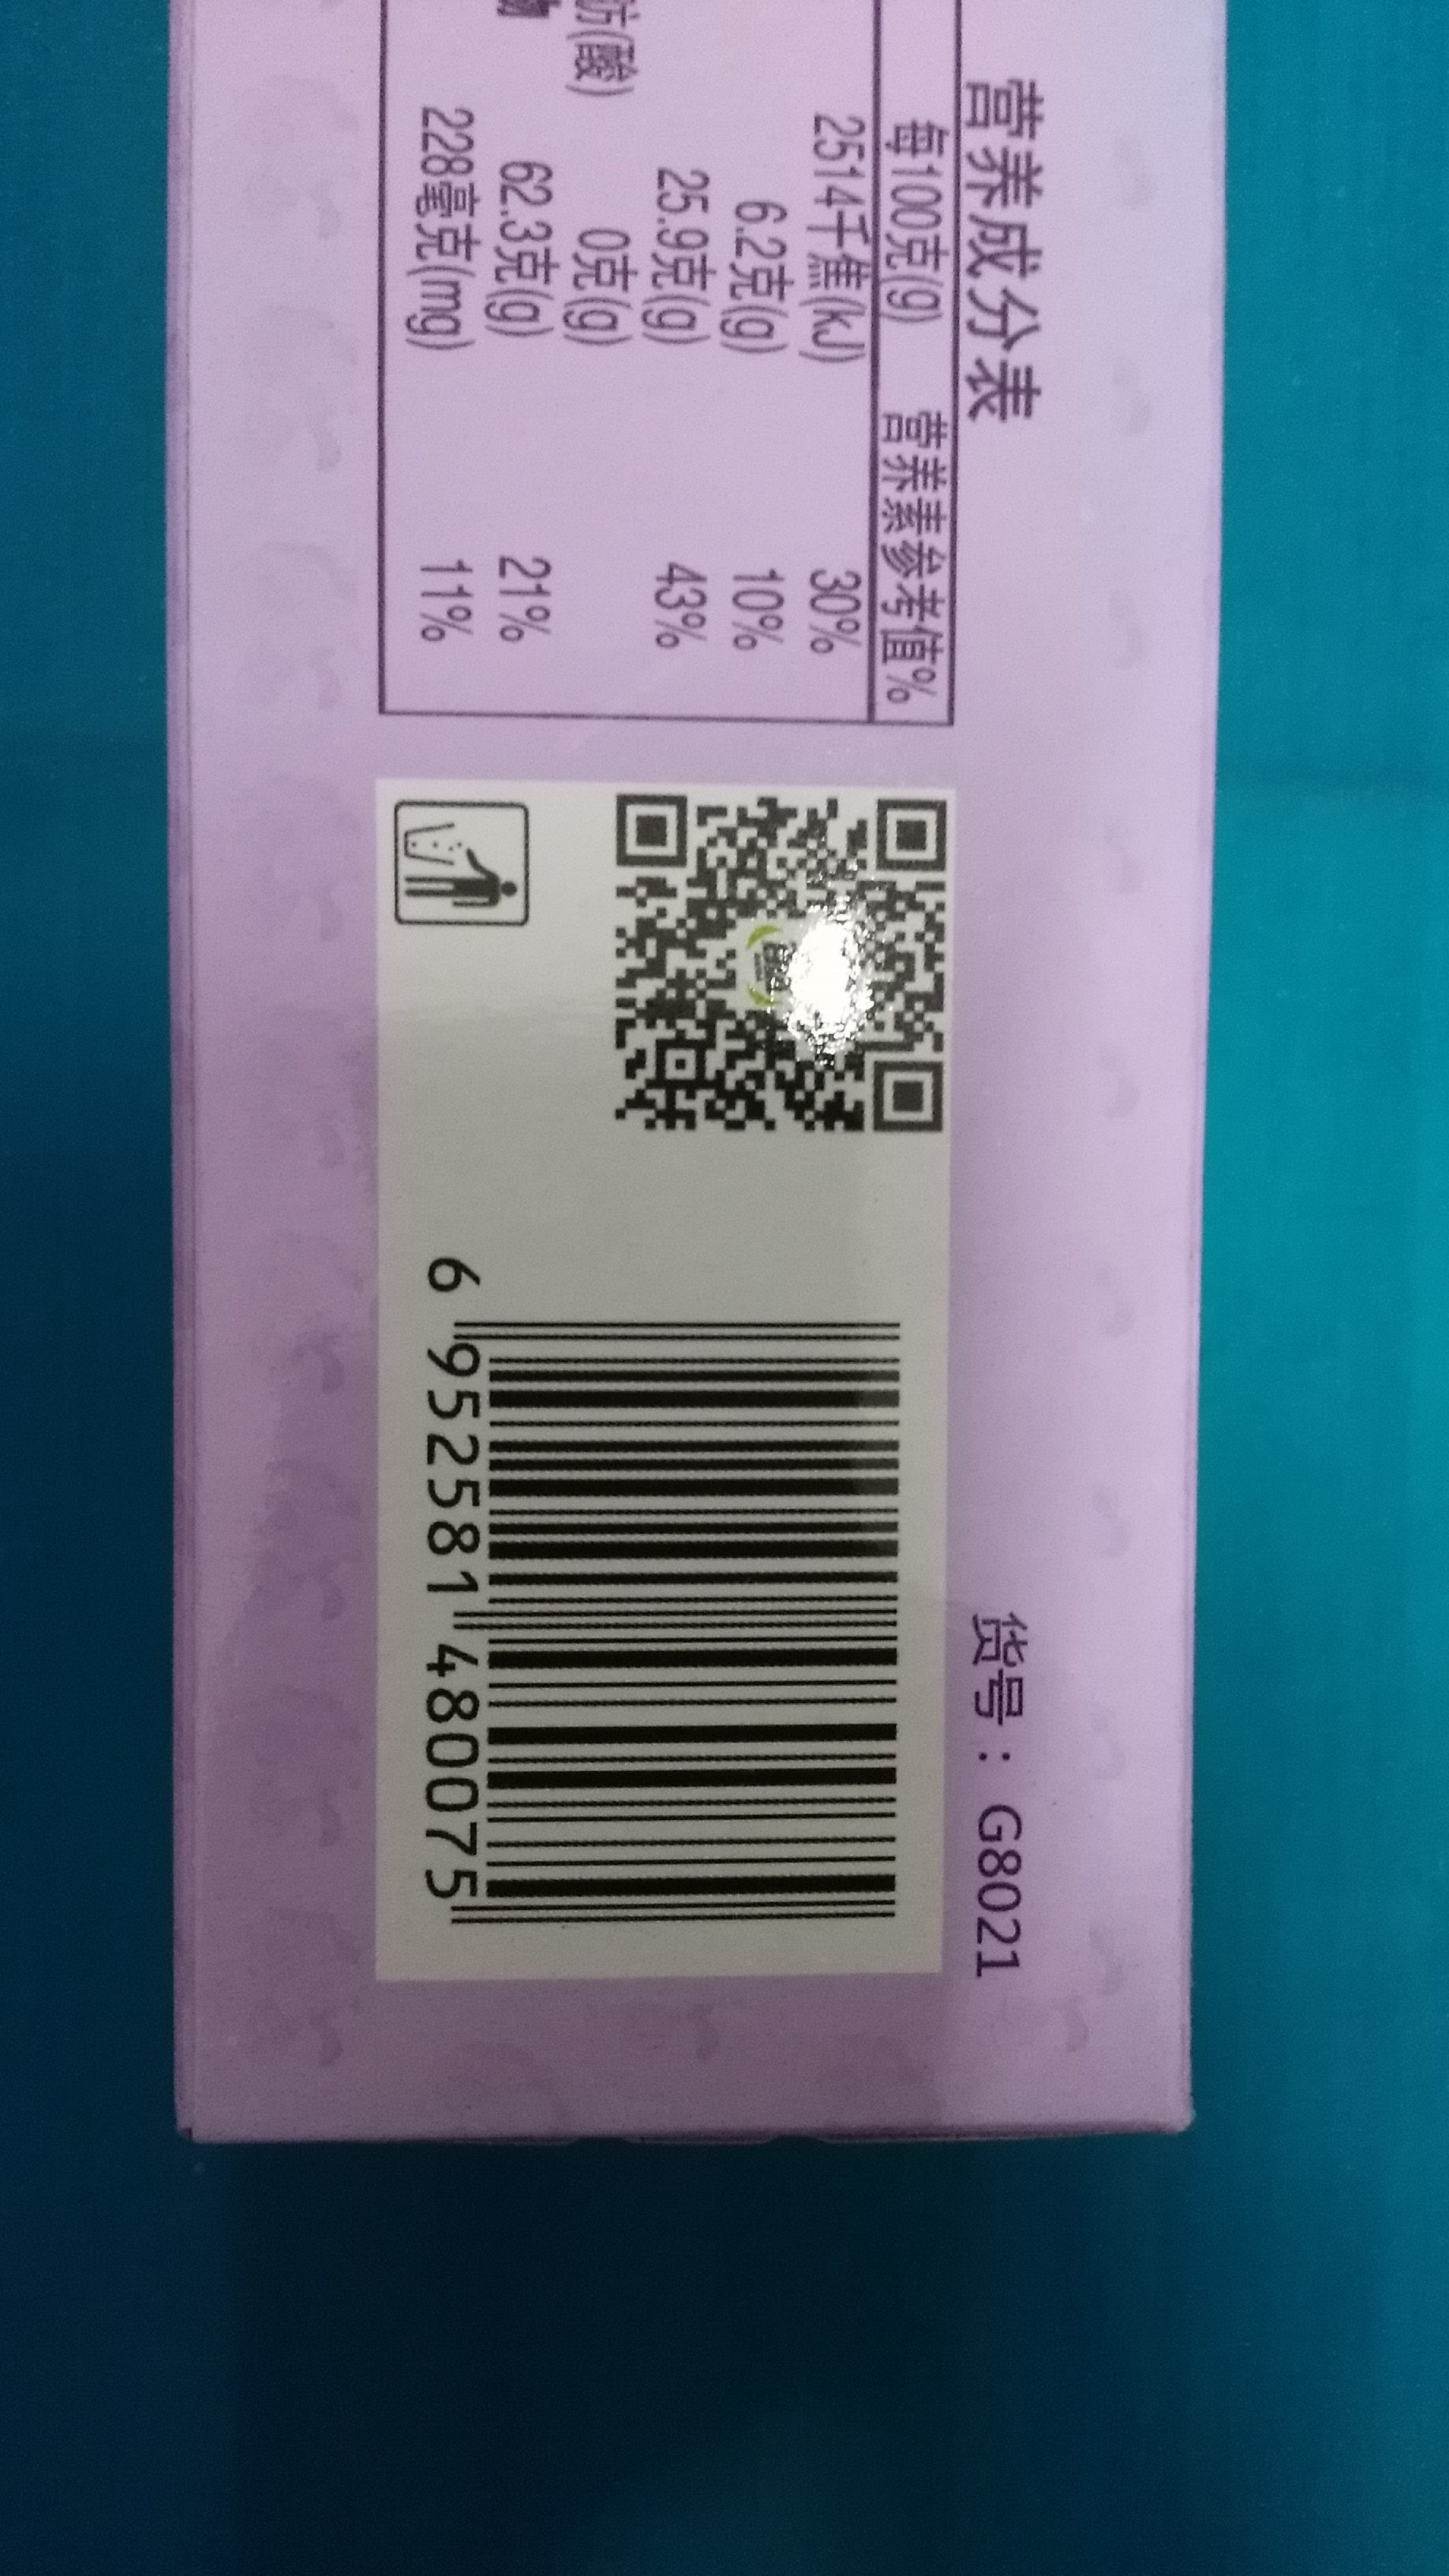 营养成分表
每100克(g) 营养素参考值%
2514千焦(kJ) 30%
6.2克(g) 10%
25.9克(g) 43%
(酸) 0克(g)
62.3克(g) 21%
228毫克(mg) 11%
货号：G8021
6 952581 480075